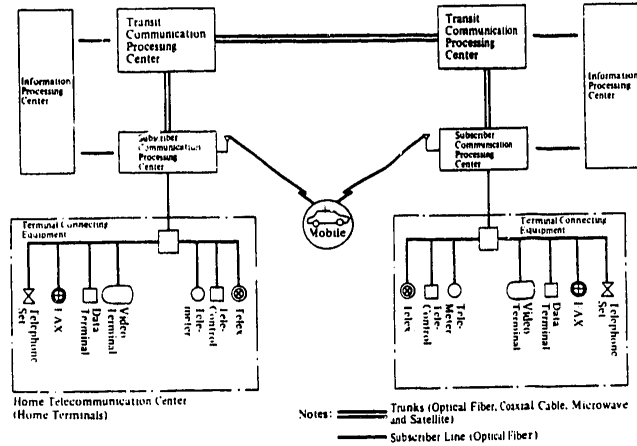 Transit
Communication
Processing
Center
Transit
Communication
Processing
Center
Information
Processing
Center
Information
Processing
Center
Subscriber
Communication
Processing
Center
Subscriber
Communication
Processing
Center
Mobile
Terminal Connecting
Equipment
Terminal Connecting
Equipment
Telephone
Set
FAX
Data
Terminal
Video
Terminal
Tele-
meter
Tele-
Control
Telex
Telex
Tele-
Control
Tele-
Meter
Video
Terminal
Data
Terminal
FAX
Telephone
Set
Home Telecommunication Center
(Home Terminals)
Notes:
Trunks (Optical Fiber, Coaxial Cable, Microwave
and Satellite)
Subscriber Line (Optical Fiber)